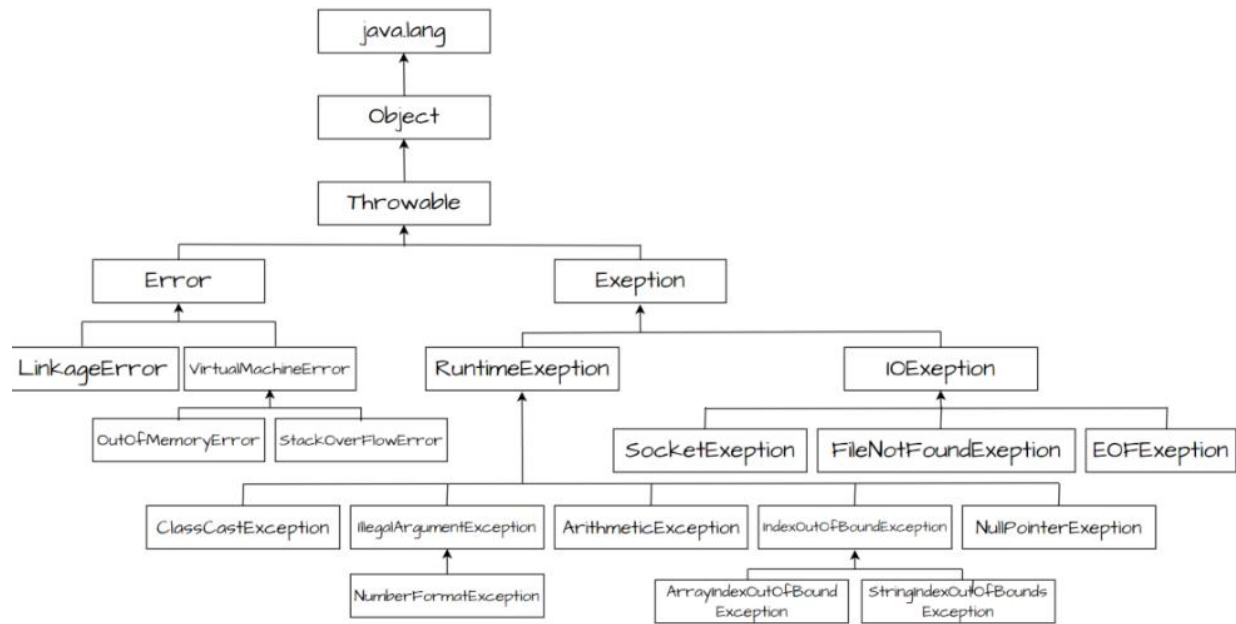 java.lang
Object
Throwable
Error
Exeption
LinkageError
VirtualMachineError
RuntimeExeption
IOExeption
OutOfMemoryError
StackOverFlowError
SocketExeption
FileNotFoundExeption
EOFExeption
ClassCastException
IllegalArgumentException
ArithmeticException
IndexOutOfBoundException
NullPointerExeption
NumberFormatException
ArrayIndexOutOfBound
Exception
StringIndexOutOfBounds
Exception